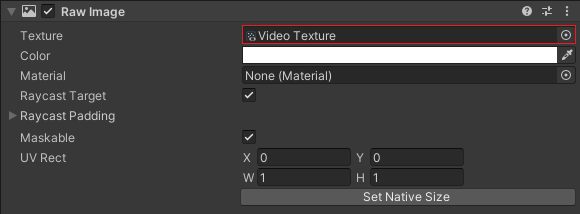 Raw Image
Texture Video Texture
Color
Material None (Material)
Raycast Target
Raycast Padding
Maskable
UV Rect X 0 Y 0
W 1 H 1
Set Native Size